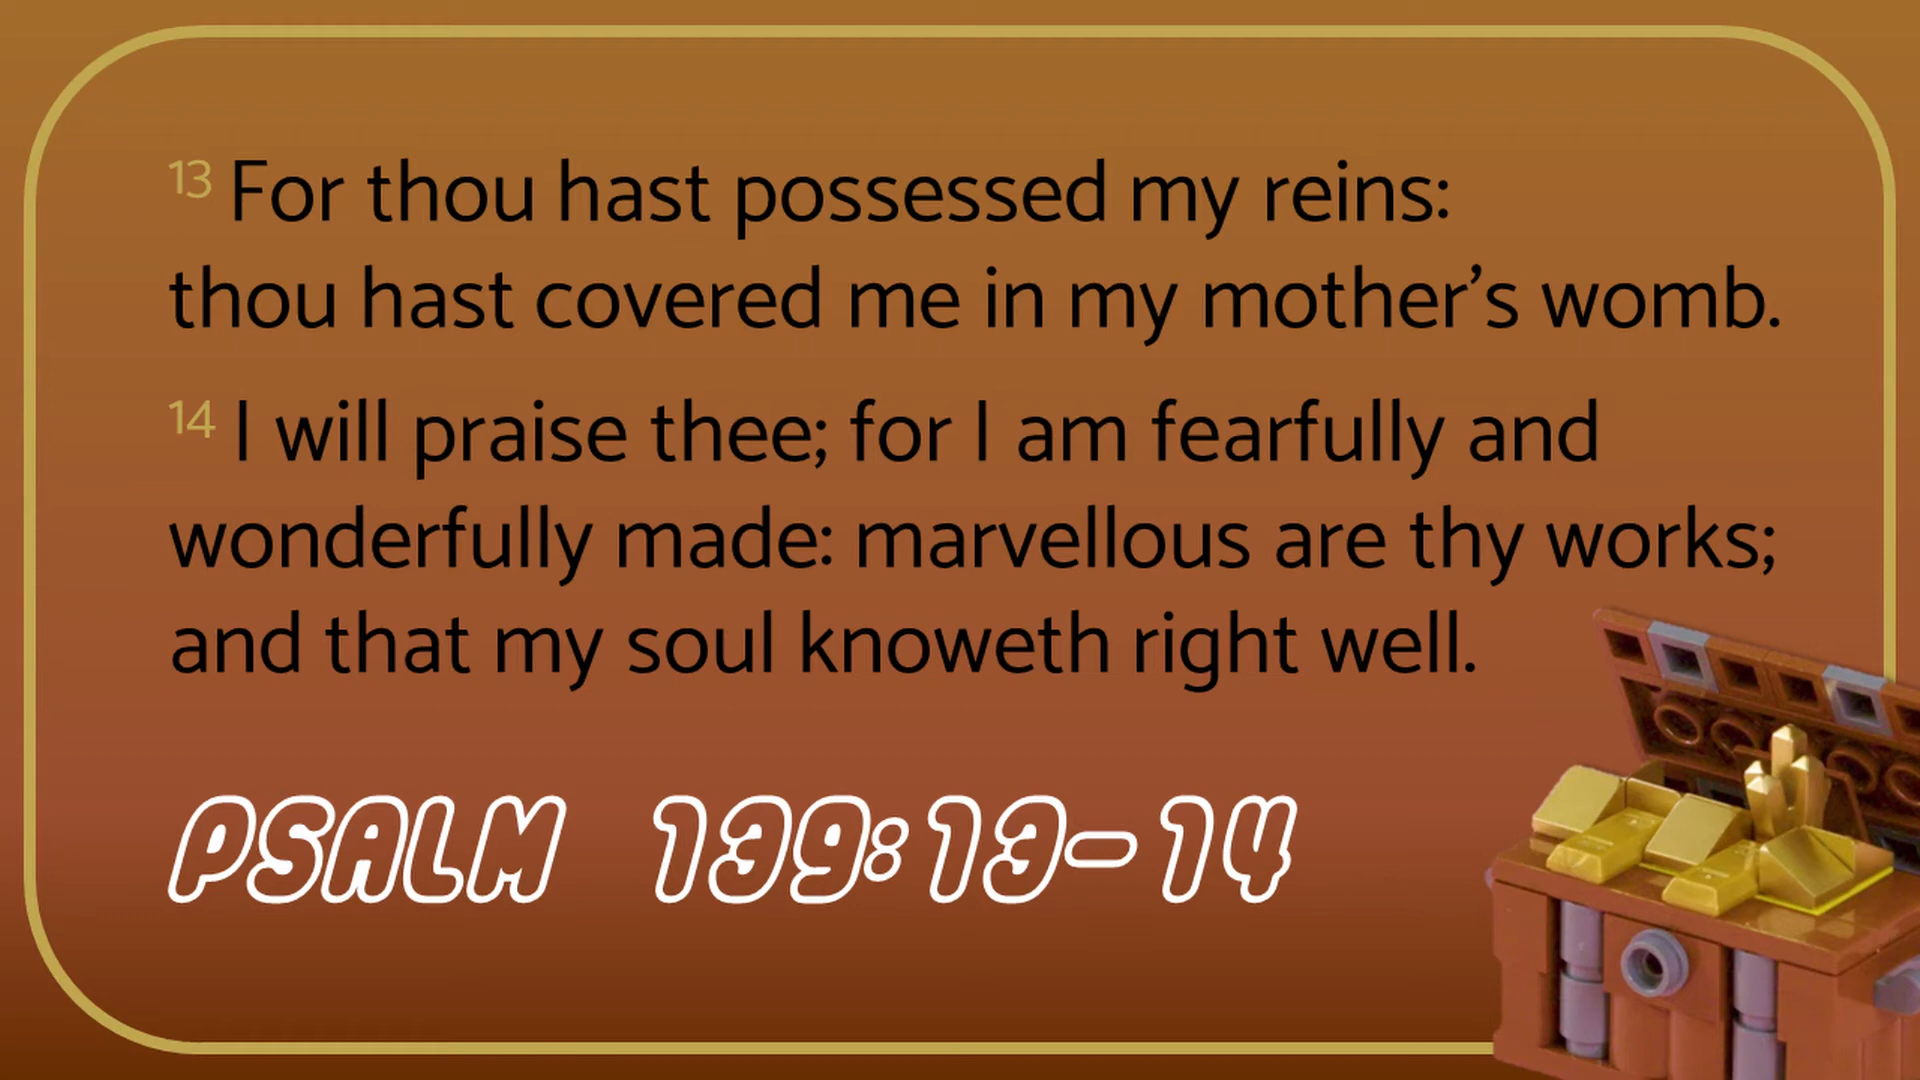 13 For thou hast possessed my reins:
thou hast covered me in my mother’s womb.
14 I will praise thee; for I am fearfully and
wonderfully made: marvellous are thy works;
and that my soul knoweth right well.
PSALM 139:13-14